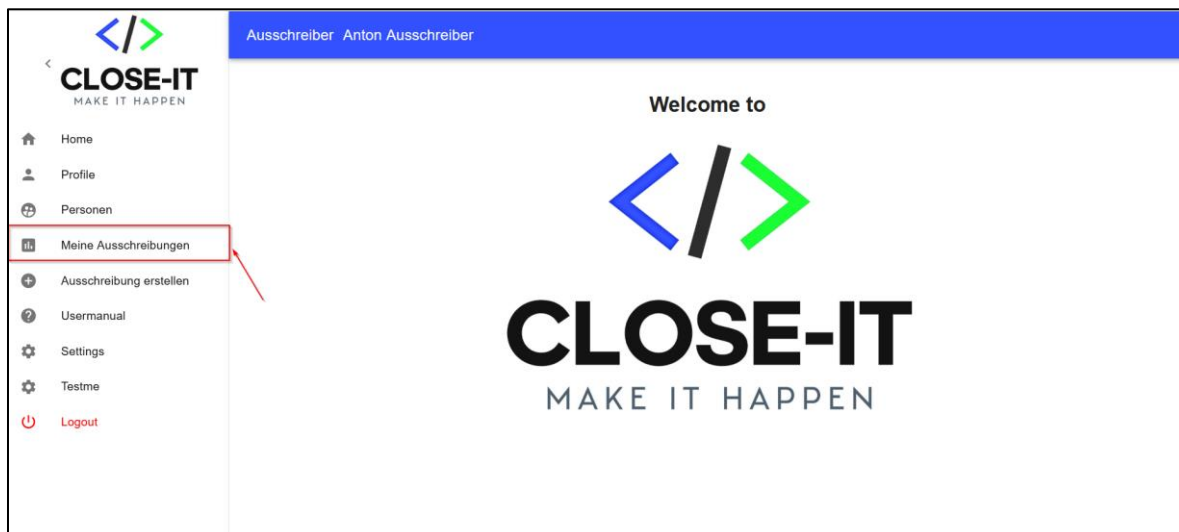 CLOSE-IT
MAKE IT HAPPEN
Home
Profile
Personen
Meine Ausschreibungen
Ausschreibung erstellen
Usermanual
Settings
Testme
Logout
Ausschreiber Anton Ausschreiber
Welcome to
CLOSE-IT
MAKE IT HAPPEN